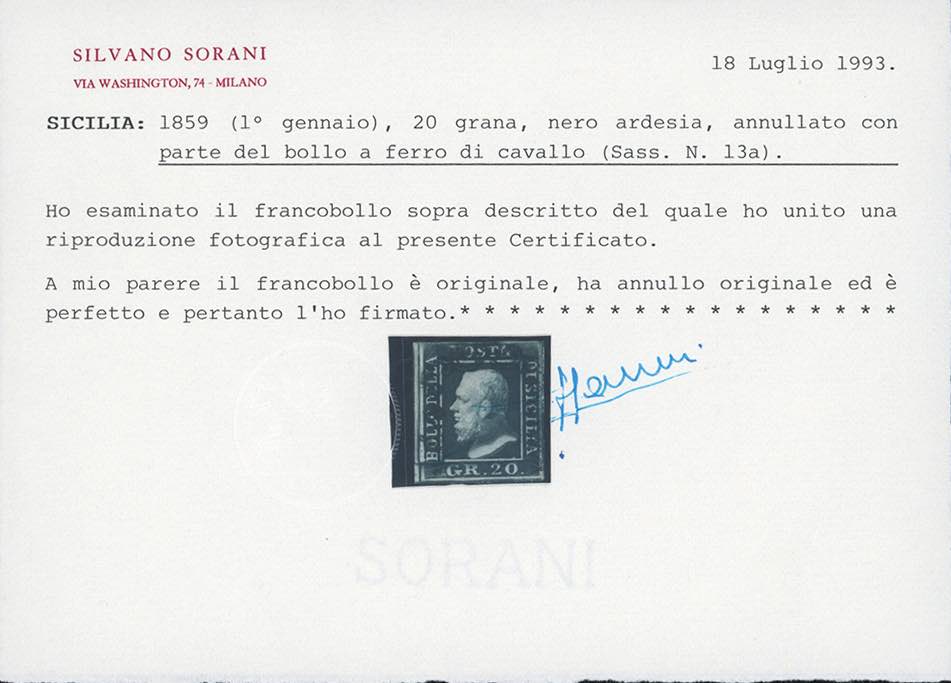 SILVANO SORANI
VIA WASHINGTON, 74 - MILANO
18 Luglio 1993.
SICILIA: 1859 (1º gennaio), 20 grana, nero ardesia, annullato con
parte del bollo a ferro di cavallo (Sass. N. 13a).
Ho esaminato il francobollo sopra descritto del quale ho unito una
riproduzione fotografica al presente Certificato.
A mio parere il francobollo è originale, ha annullo originale ed è
perfetto e pertanto l'ho firmato.* * * * * * * * * * * * * * * * * *
BOLLO DELLA
POSTA
DI SICILIA
GR. 20.
SORANI